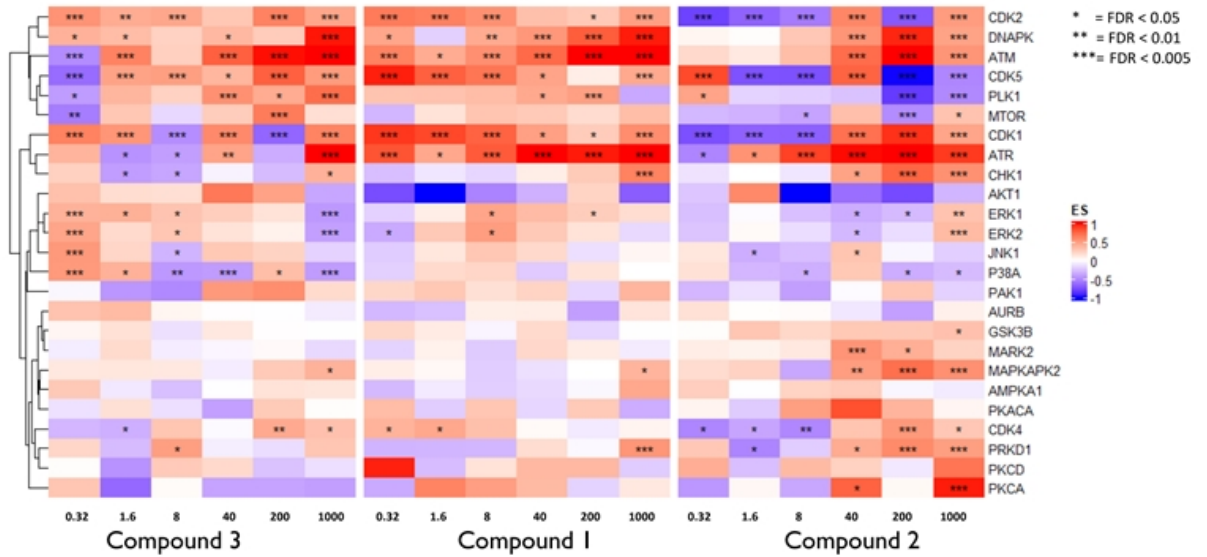 *** ** *** *** *** *** *** *** * *** *** *** *** *** *** *** CDK2
* * * *** * ** *** *** *** *** *** *** DNAPK
*** *** *** *** *** *** * *** *** *** *** *** *** *** ATM
*** *** *** * *** *** *** *** *** * *** *** *** *** *** *** *** CDK5
* *** * *** * *** * *** *** PLK1
** *** * *** * MTOR
*** *** *** *** *** *** *** *** *** * * *** *** *** *** *** *** *** CDK1
* * ** *** *** * *** *** *** *** * * *** *** *** *** ATR
* * * *** * *** *** CHK1
AKT1
*** * * *** * * * * ** ERK1
*** * *** * * * *** ERK2
*** * * * JNK1
*** * ** *** * *** * * * P38A
PAK1
AURB
* GSK3B
*** * MARK2
* * ** *** *** MAPKAPK2
AMPKA1
PKACA
* ** * * * * * ** *** * CDK4
* *** * * *** *** PRKD1
PKCD
* *** PKCA
0.32 1.6 8 40 200 1000
Compound 3
0.32 1.6 8 40 200 1000
Compound 1
0.32 1.6 8 40 200 1000
Compound 2
* = FDR < 0.05
** = FDR < 0.01
***= FDR < 0.005
ES
1
0.5
0
-0.5
-1